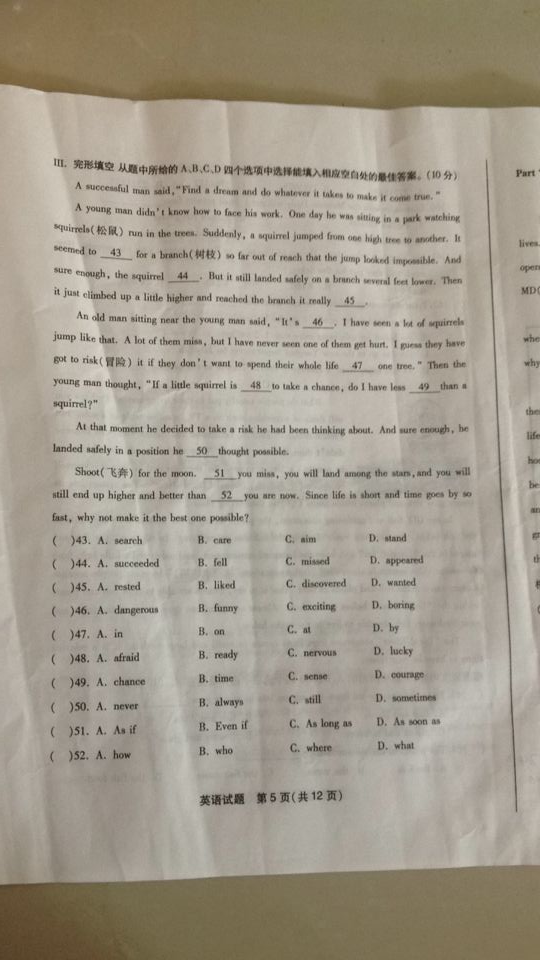 III. 完形填空 从题中所给的 A、B、C、D 四个选项中选择能填入相应空白处的最佳答案。(10 分)
A successful man said,"Find a dream and do whatever it takes to make it come true."
A young man didn't know how to face his work. One day he was sitting in a park watching
squirrels(松鼠) run in the trees. Suddenly, a squirrel jumped from one high tree to another. It
seemed to 43 for a branch(树枝) so far out of reach that the jump looked impossible. And
sure enough, the squirrel 44 . But it still landed safely on a branch several feet lower. Then
it just climbed up a little higher and reached the branch it really 45 .
An old man sitting near the young man said, "It's 46 . I have seen a lot of squirrels
jump like that. A lot of them miss, but I have never seen one of them get hurt. I guess they have
got to risk(冒险) it if they don't want to spend their whole life 47 one tree." Then the
young man thought, "If a little squirrel is 48 to take a chance, do I have less 49 than a
squirrel?"
At that moment he decided to take a risk he had been thinking about. And sure enough, he
landed safely in a position he 50 thought possible.
Shoot(飞奔) for the moon. 51 you miss, you will land among the stars, and you will
still end up higher and better than 52 you are now. Since life is short and time goes by so
fast, why not make it the best one possible?
( )43. A. search B. care C. aim D. stand
( )44. A. succeeded B. fell C. missed D. appeared
( )45. A. rested B. liked C. discovered D. wanted
( )46. A. dangerous B. funny C. exciting D. boring
( )47. A. in B. on C. at D. by
( )48. A. afraid B. ready C. nervous D. lucky
( )49. A. chance B. time C. sense D. courage
( )50. A. never B. always C. still D. sometimes
( )51. A. As if B. Even if C. As long as D. As soon as
( )52. A. how B. who C. where D. what
英语试题 第 5 页(共 12 页)
Part
lives
open
MD(
whe
why
the
life
be
an